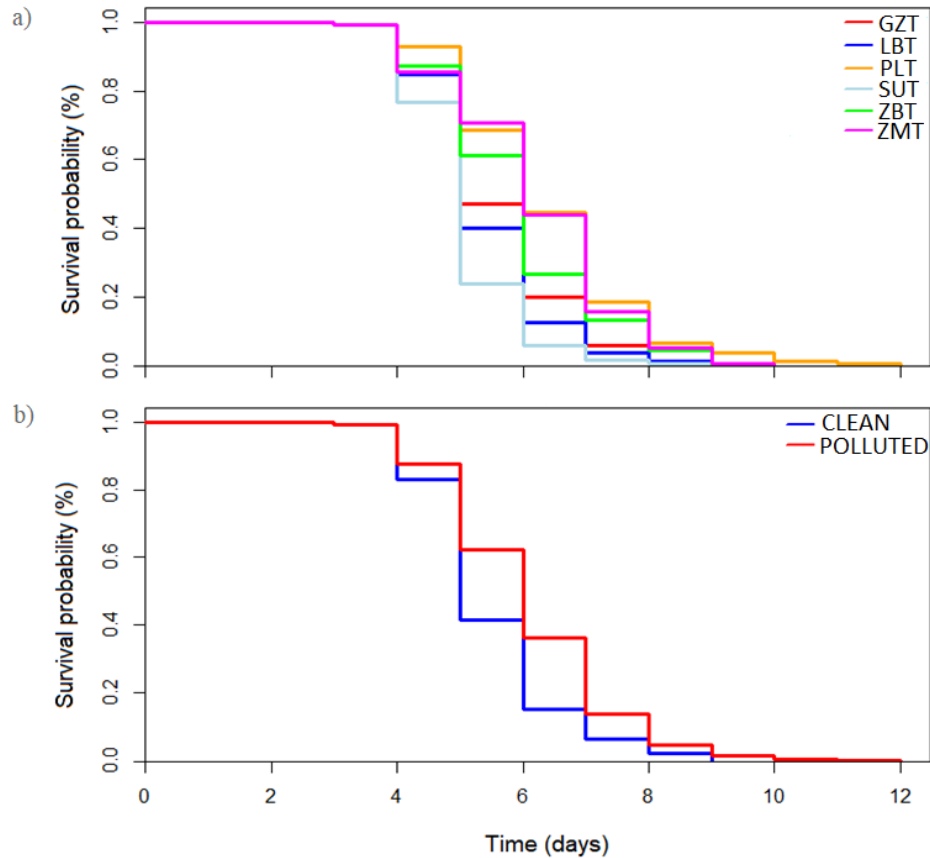 a)
Survival probability (%)
1.0
0.8
0.6
0.4
0.2
0.0
GZT
LBT
PLT
SUT
ZBT
ZMT
b)
Survival probability (%)
1.0
0.8
0.6
0.4
0.2
0.0
CLEAN
POLLUTED
0 2 4 6 8 10 12
Time (days)